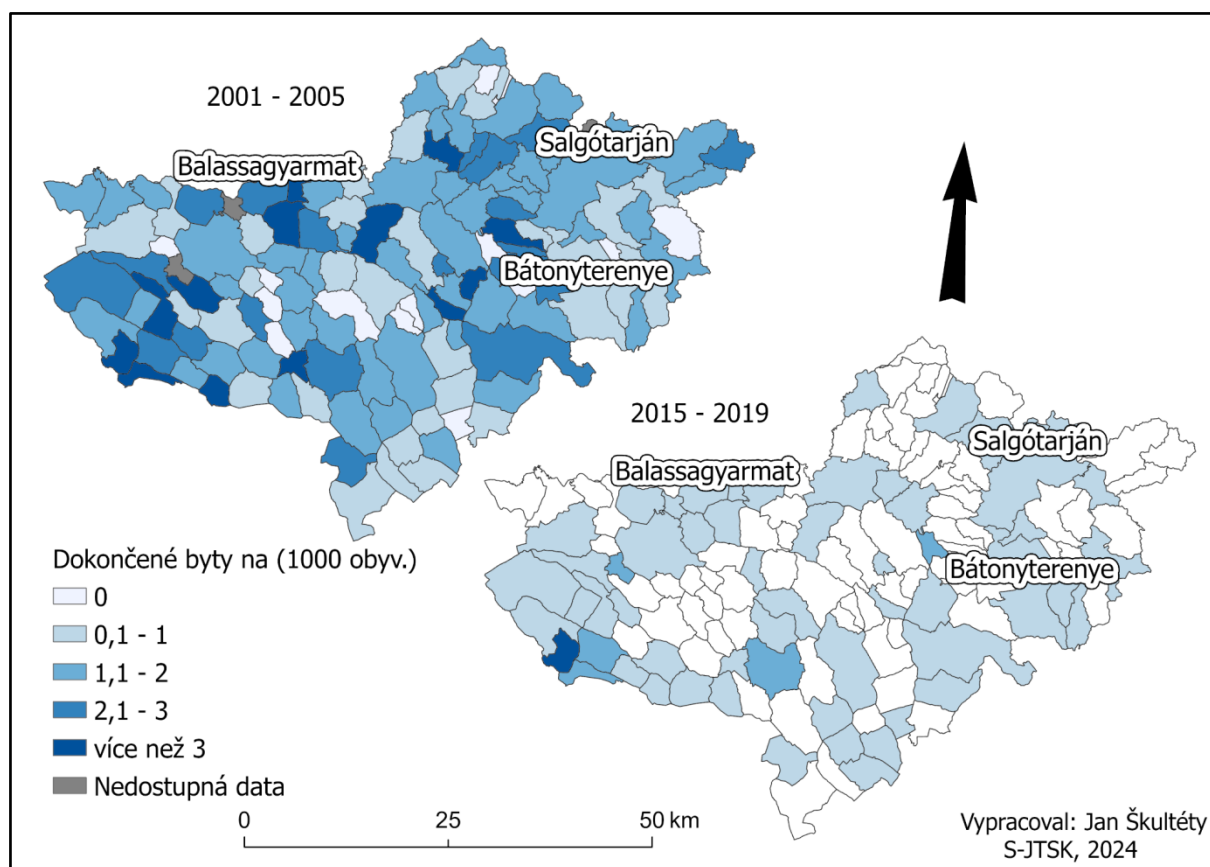 2001 - 2005
Salgótarján
Balassagyarmat
Bátonyterenye
2015 - 2019
Salgótarján
Balassagyarmat
Bátonyterenye
Dokončené byty na (1000 obyv.)
0
0,1 - 1
1,1 - 2
2,1 - 3
více než 3
Nedostupná data
0 25 50 km
Vypracoval: Jan Škultéty
S-JTSK, 2024